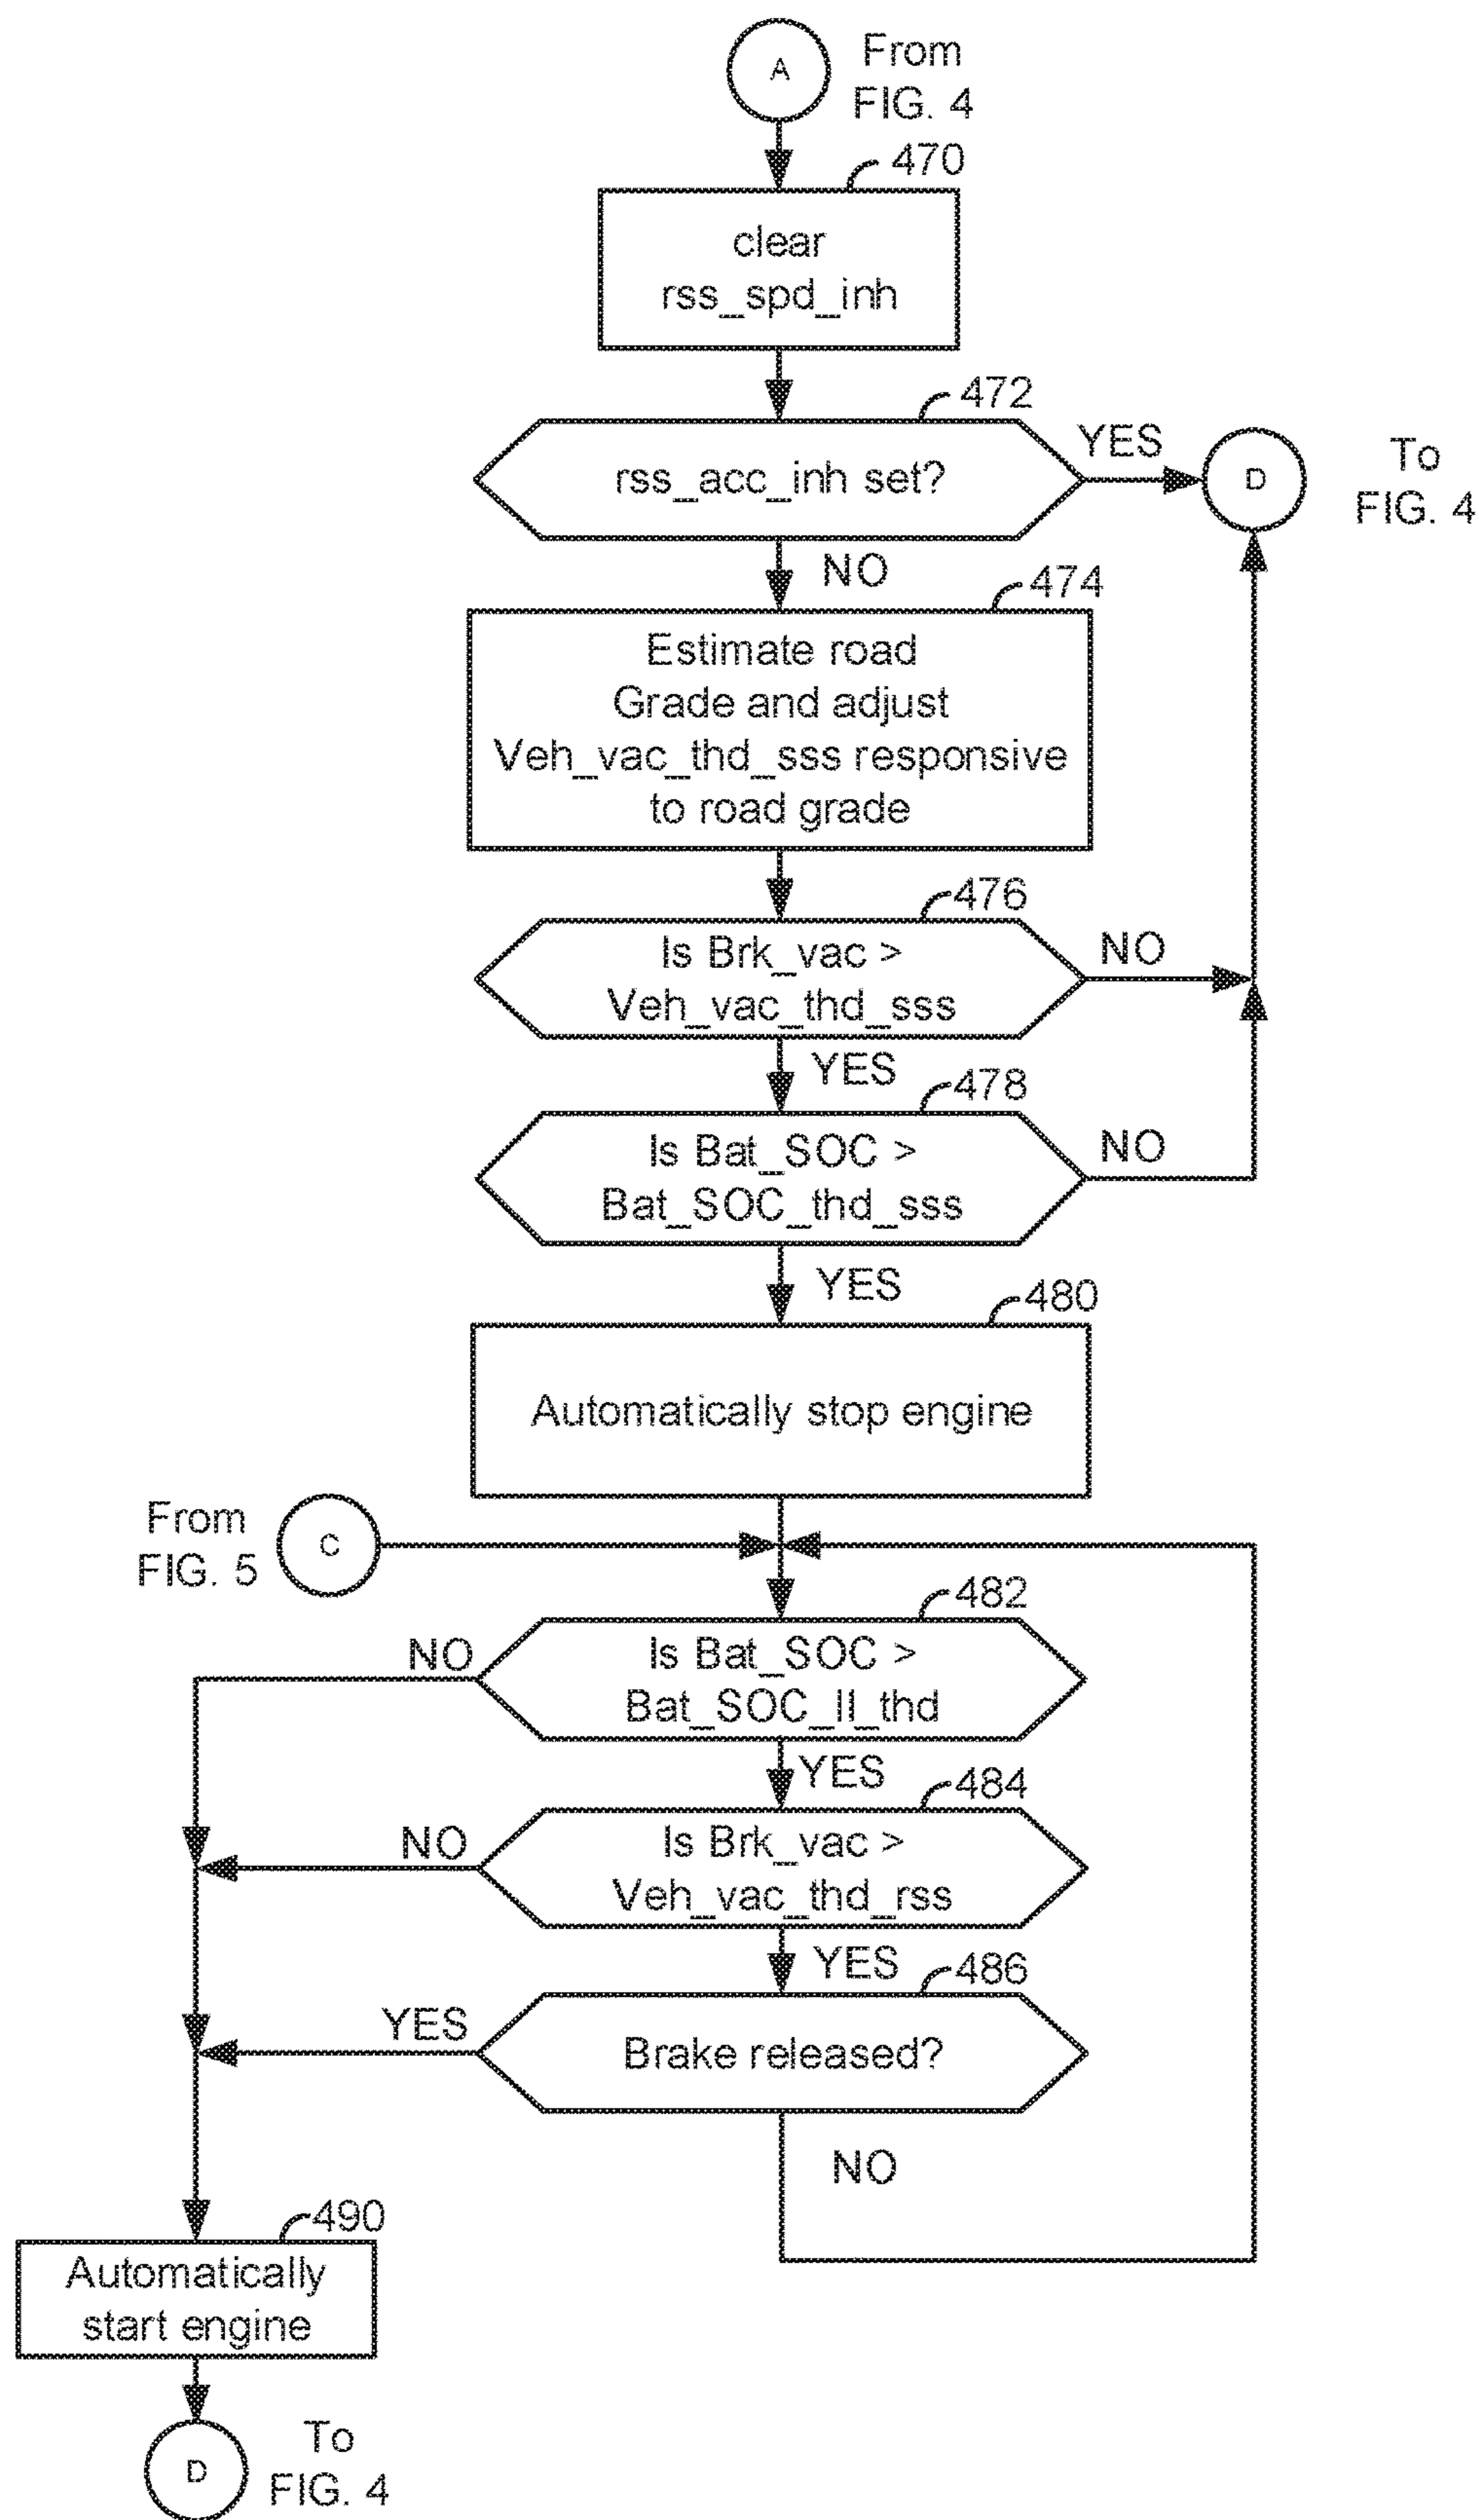 A
From
FIG. 4
470
clear
rss_spd_inh
472
rss_acc_inh set?
YES
D
To
FIG. 4
NO
474
Estimate road
Grade and adjust
Veh_vac_thd_sss responsive
to road grade
476
Is Brk_vac >
Veh_vac_thd_sss
NO
YES
478
Is Bat_SOC >
Bat_SOC_thd_sss
NO
YES
480
Automatically stop engine
From
FIG. 5
C
482
Is Bat_SOC >
Bat_SOC_II_thd
NO
YES
484
Is Brk_vac >
Veh_vac_thd_rss
NO
YES
486
Brake released?
YES
NO
490
Automatically
start engine
D
To
FIG. 4